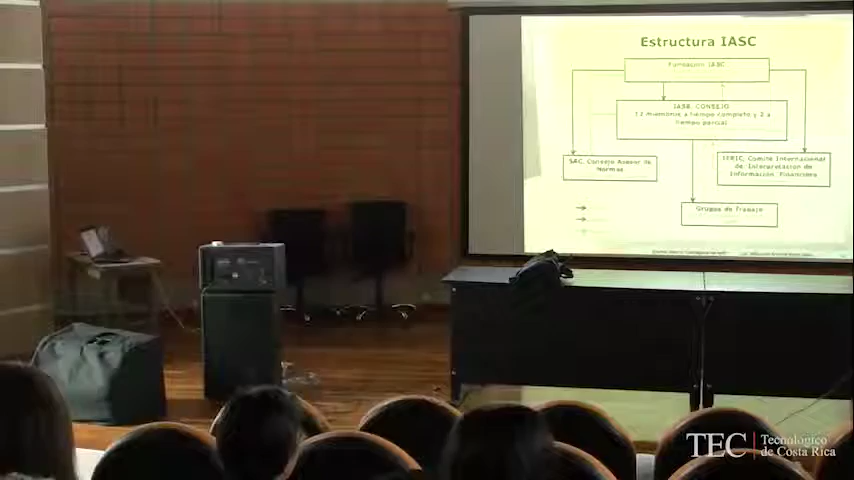 Estructura IASC
Fundación IASC
IASB, CONSEJO
12 miembros a tiempo completo y 2 a
tiempo parcial
SAC, Consejo Asesor de
Normas
IFRIC, Comité Internacional
de Interpretación de
Información Financiera
Grupos de Trabajo
TEC
Tecnológico
de Costa Rica